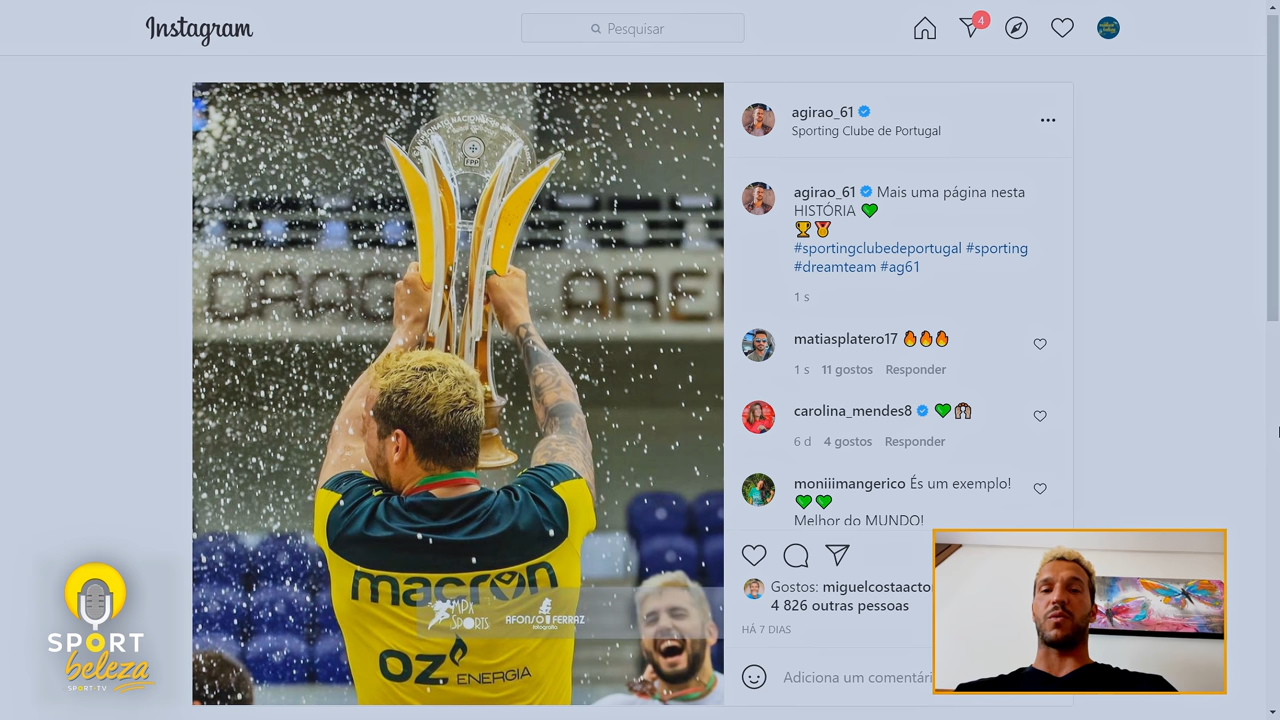 Instagram
Pesquisar
4
agirao_61
Sporting Clube de Portugal
agirao_61 Mais uma página nesta
HISTÓRIA 💚
🏆🏅
#sportingclubedeportugal #sporting
#dreamteam #ag61
1 s
matiasplatero17 🔥🔥🔥
1 s 11 gostos Responder
carolina_mendes8 💚🙌🏽
6 d 4 gostos Responder
moniiimangerico És um exemplo!
💚💚
Melhor do MUNDO!
Gostos: miguelcostaacto
4 826 outras pessoas
HÁ 7 DIAS
Adiciona um comentári
FPP
DRAG
ARE
macron
MPX
SPORTS
AFONSO FERRAZ
fotografia
OZ ENERGIA
SPORT
beleza
SPORT TV